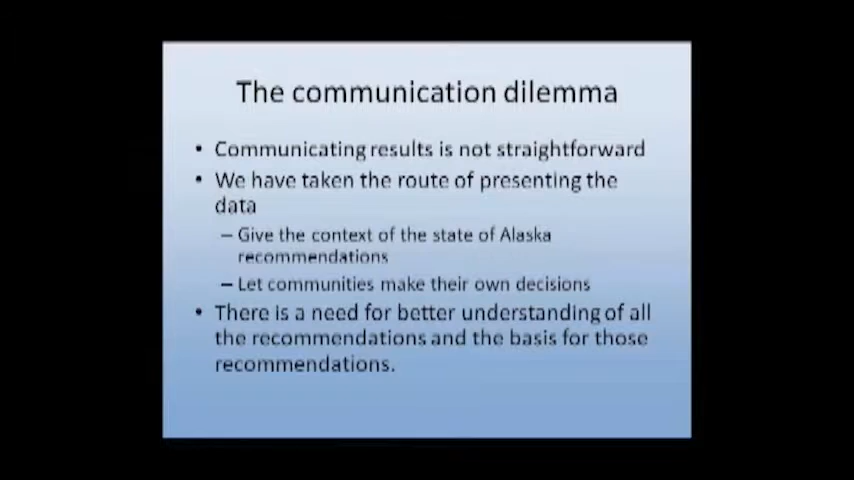 The communication dilemma
• Communicating results is not straightforward
• We have taken the route of presenting the
data
– Give the context of the state of Alaska
recommendations
– Let communities make their own decisions
• There is a need for better understanding of all
the recommendations and the basis for those
recommendations.